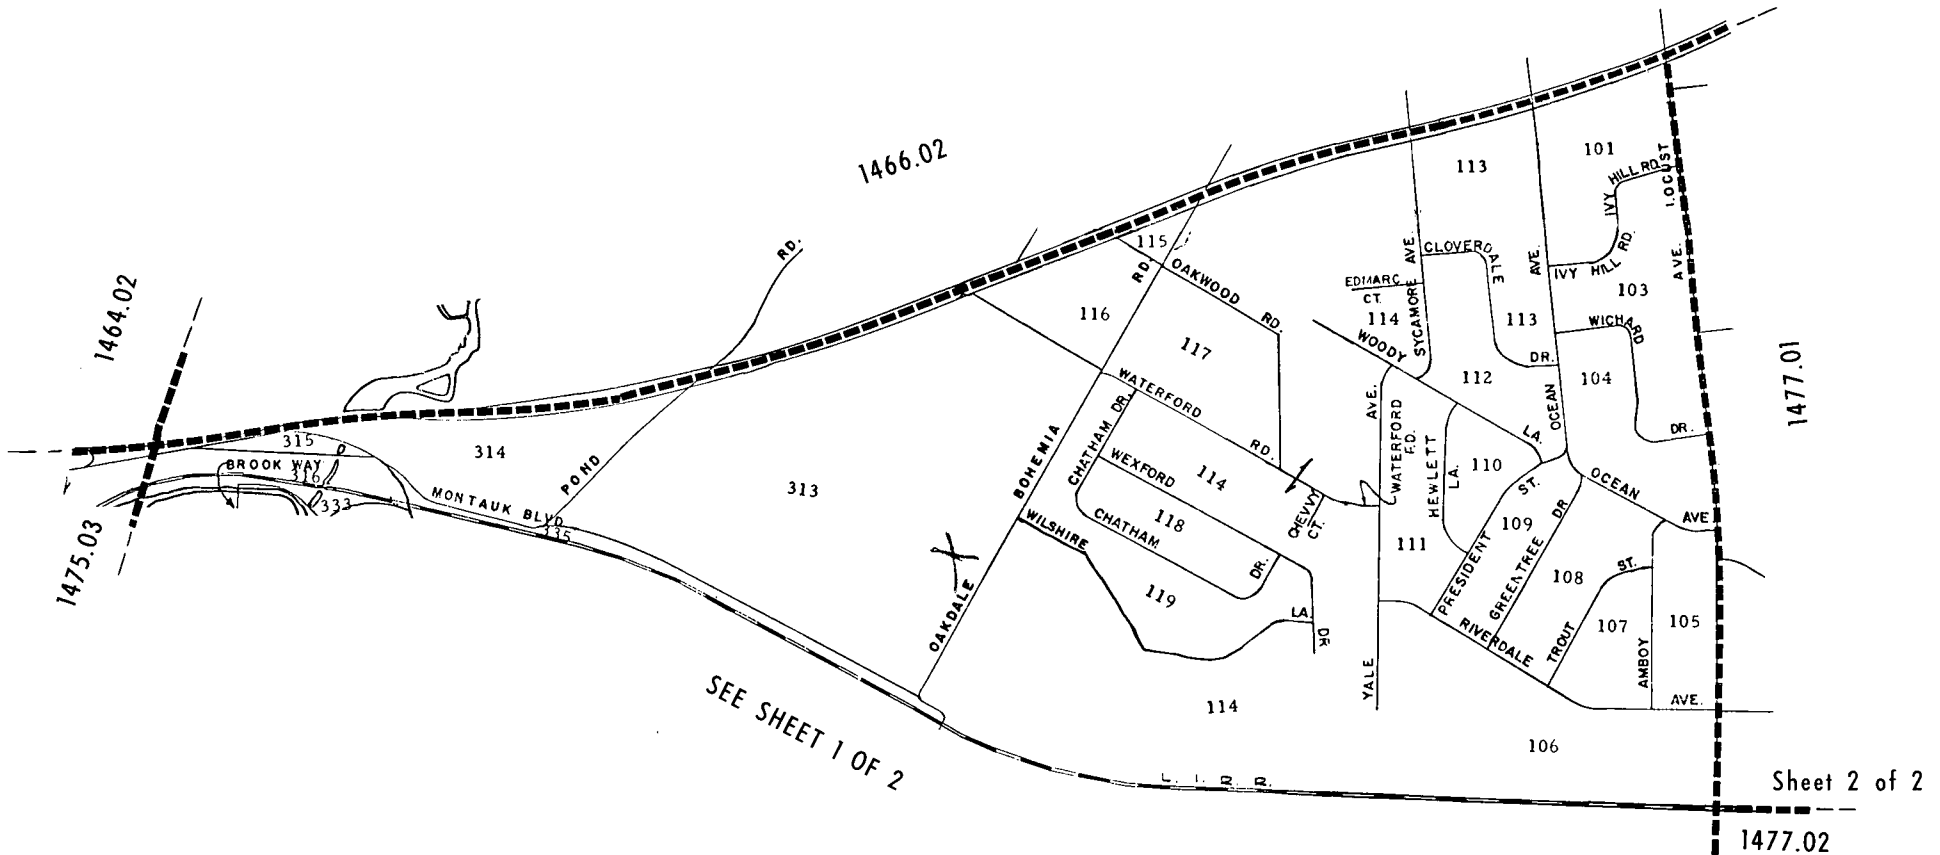 1466.02
1464.02
1475.03
1477.01
1477.02
113
101
IVY HILL RD.
LOCUST AVE.
115
OAKWOOD RD.
POND RD.
SYCAMORE AVE.
CLOVERDALE DR.
OCEAN AVE.
IVY HILL RD.
103
EDMARC CT.
114
113
WICHARD DR.
116
117
WOODY LA.
112
104
WATERFORD RD.
CHATHAM DR.
YALE AVE.
WATERFORD
HEWLETT LA.
110
OCEAN AVE
315
314
BROOK WAY
316
333
MONTAUK BLVD
335
313
OAKDALE BOHEMIA RD.
WEXFORD DR
114
CHEVVY CT.
WILSHIRE LA.
118
CHATHAM DR.
111
109
PRESIDENT ST.
GREENTREE DR
108
TROUT ST.
119
RIVERDALE AVE.
107
AMBOY
105
114
106
SEE SHEET 1 OF 2
L. I. R. R.
Sheet 2 of 2